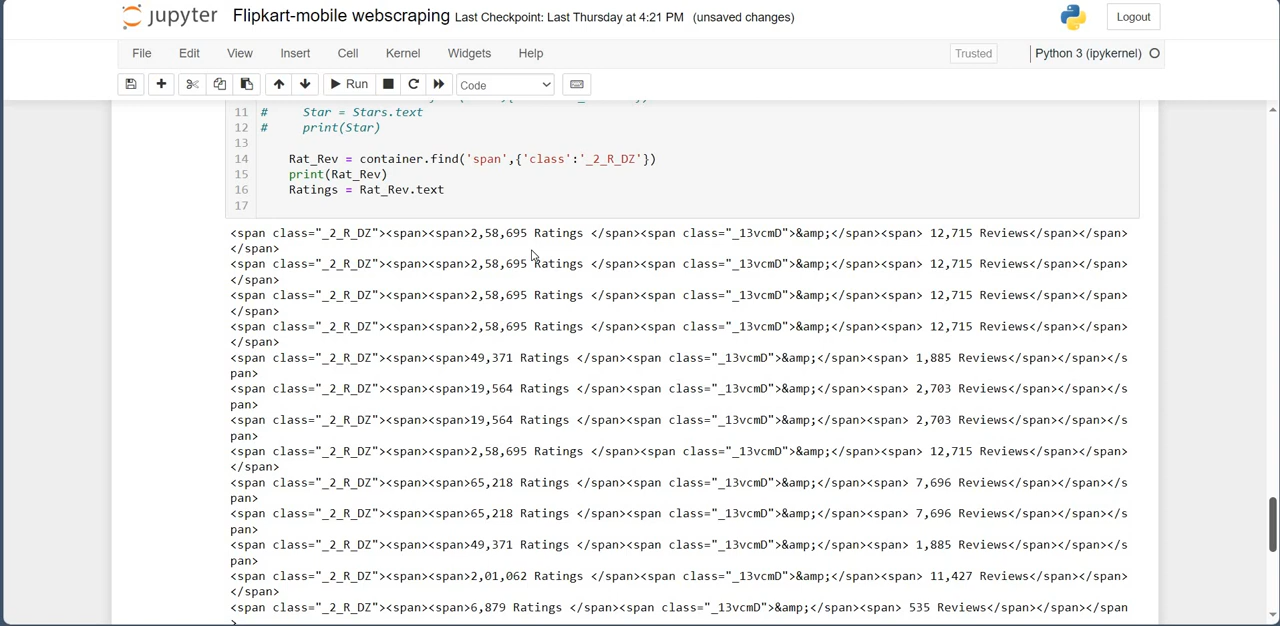 jupyter Flipkart-mobile webscraping Last Checkpoint: Last Thursday at 4:21 PM (unsaved changes) Logout
File Edit View Insert Cell Kernel Widgets Help Trusted Python 3 (ipykernel)
Run Code
11 # Star = Stars.text
12 # print(Star)
13
14 Rat_Rev = container.find('span',{'class':'_2_R_DZ'})
15 print(Rat_Rev)
16 Ratings = Rat_Rev.text
17
<span class="_2_R_DZ"><span><span>2,58,695 Ratings </span><span class="_13vcmD">&amp;</span><span> 12,715 Reviews</span></span>
</span>
<span class="_2_R_DZ"><span><span>2,58,695 Ratings </span><span class="_13vcmD">&amp;</span><span> 12,715 Reviews</span></span>
</span>
<span class="_2_R_DZ"><span><span>2,58,695 Ratings </span><span class="_13vcmD">&amp;</span><span> 12,715 Reviews</span></span>
</span>
<span class="_2_R_DZ"><span><span>2,58,695 Ratings </span><span class="_13vcmD">&amp;</span><span> 12,715 Reviews</span></span>
</span>
<span class="_2_R_DZ"><span><span>49,371 Ratings </span><span class="_13vcmD">&amp;</span><span> 1,885 Reviews</span></span></s
pan>
<span class="_2_R_DZ"><span><span>19,564 Ratings </span><span class="_13vcmD">&amp;</span><span> 2,703 Reviews</span></span></s
pan>
<span class="_2_R_DZ"><span><span>19,564 Ratings </span><span class="_13vcmD">&amp;</span><span> 2,703 Reviews</span></span></s
pan>
<span class="_2_R_DZ"><span><span>2,58,695 Ratings </span><span class="_13vcmD">&amp;</span><span> 12,715 Reviews</span></span>
</span>
<span class="_2_R_DZ"><span><span>65,218 Ratings </span><span class="_13vcmD">&amp;</span><span> 7,696 Reviews</span></span></s
pan>
<span class="_2_R_DZ"><span><span>65,218 Ratings </span><span class="_13vcmD">&amp;</span><span> 7,696 Reviews</span></span></s
pan>
<span class="_2_R_DZ"><span><span>49,371 Ratings </span><span class="_13vcmD">&amp;</span><span> 1,885 Reviews</span></span></s
pan>
<span class="_2_R_DZ"><span><span>2,01,062 Ratings </span><span class="_13vcmD">&amp;</span><span> 11,427 Reviews</span></span>
</span>
<span class="_2_R_DZ"><span><span>6,879 Ratings </span><span class="_13vcmD">&amp;</span><span> 535 Reviews</span></span></span